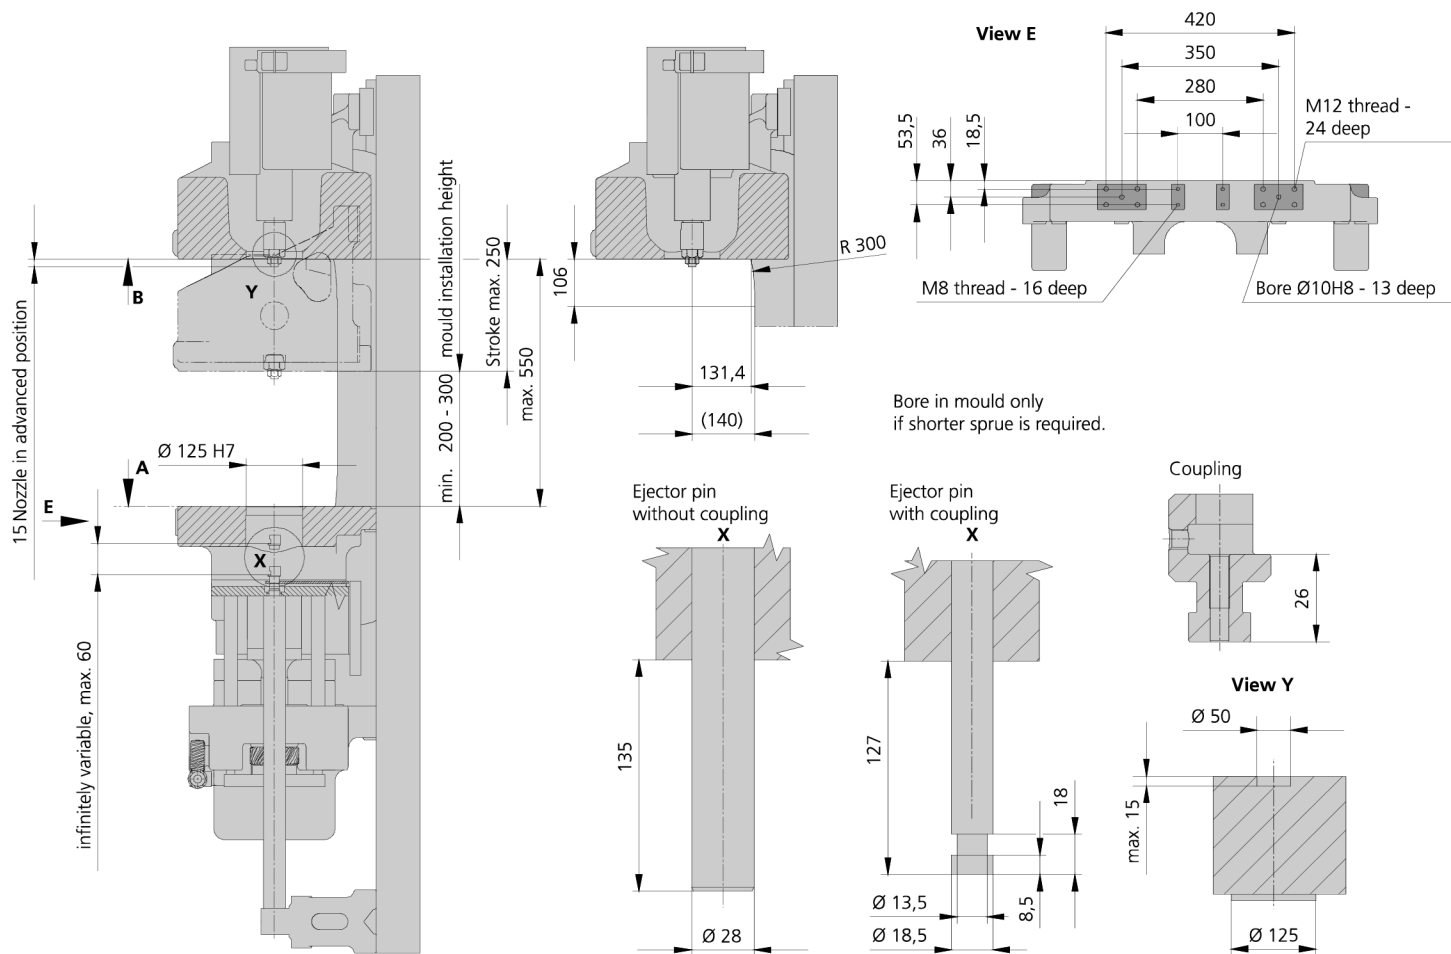 15 Nozzle in advanced position
B
Y
A
Ø 125 H7
E
X
infinitely variable, max. 60
min. 200 - 300 mould installation height
Stroke max. 250
max. 550
106
R 300
131,4
(140)
View E
420
350
280
100
53,5
36
18,5
M12 thread -
24 deep
M8 thread - 16 deep
Bore Ø10H8 - 13 deep
Bore in mould only
if shorter sprue is required.
Ejector pin
without coupling
X
135
Ø 28
Ejector pin
with coupling
X
127
18
8,5
Ø 13,5
Ø 18,5
Coupling
26
View Y
Ø 50
max. 15
Ø 125